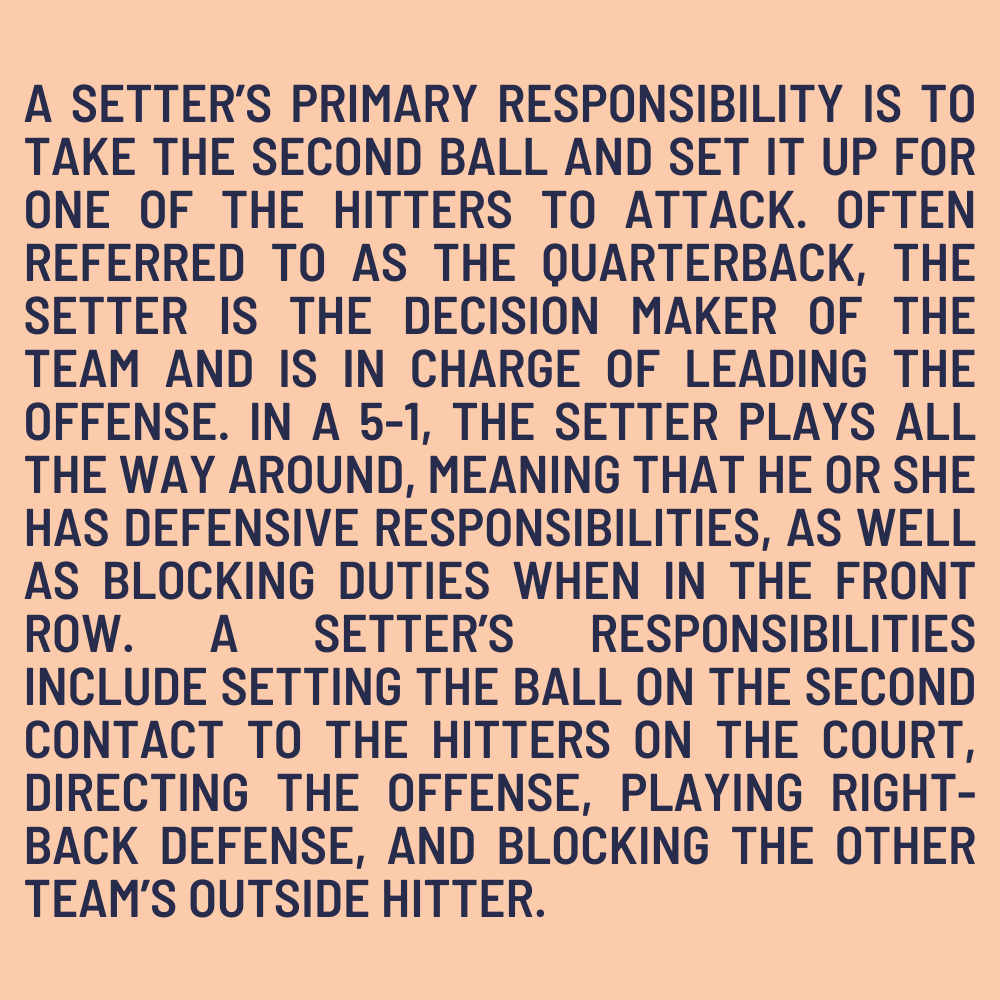 A SETTER’S PRIMARY RESPONSIBILITY IS TO
TAKE THE SECOND BALL AND SET IT UP FOR
ONE OF THE HITTERS TO ATTACK. OFTEN
REFERRED TO AS THE QUARTERBACK, THE
SETTER IS THE DECISION MAKER OF THE
TEAM AND IS IN CHARGE OF LEADING THE
OFFENSE. IN A 5-1, THE SETTER PLAYS ALL
THE WAY AROUND, MEANING THAT HE OR SHE
HAS DEFENSIVE RESPONSIBILITIES, AS WELL
AS BLOCKING DUTIES WHEN IN THE FRONT
ROW. A SETTER’S RESPONSIBILITIES
INCLUDE SETTING THE BALL ON THE SECOND
CONTACT TO THE HITTERS ON THE COURT,
DIRECTING THE OFFENSE, PLAYING RIGHT-
BACK DEFENSE, AND BLOCKING THE OTHER
TEAM’S OUTSIDE HITTER.